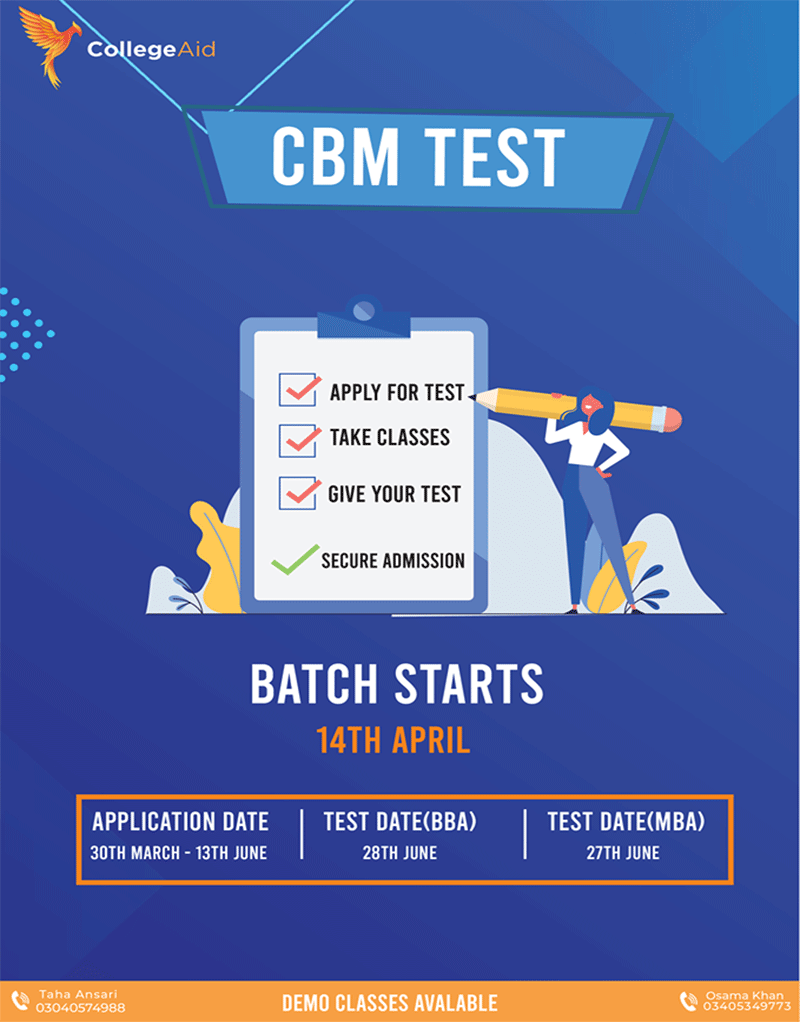 CollegeAid
CBM TEST
APPLY FOR TEST
TAKE CLASSES
GIVE YOUR TEST
SECURE ADMISSION
BATCH STARTS
14TH APRIL
APPLICATION DATE
30TH MARCH - 13TH JUNE
TEST DATE(BBA)
28TH JUNE
TEST DATE(MBA)
27TH JUNE
Taha Ansari
03040574988
DEMO CLASSES AVALABLE
Osama Khan
03405349773